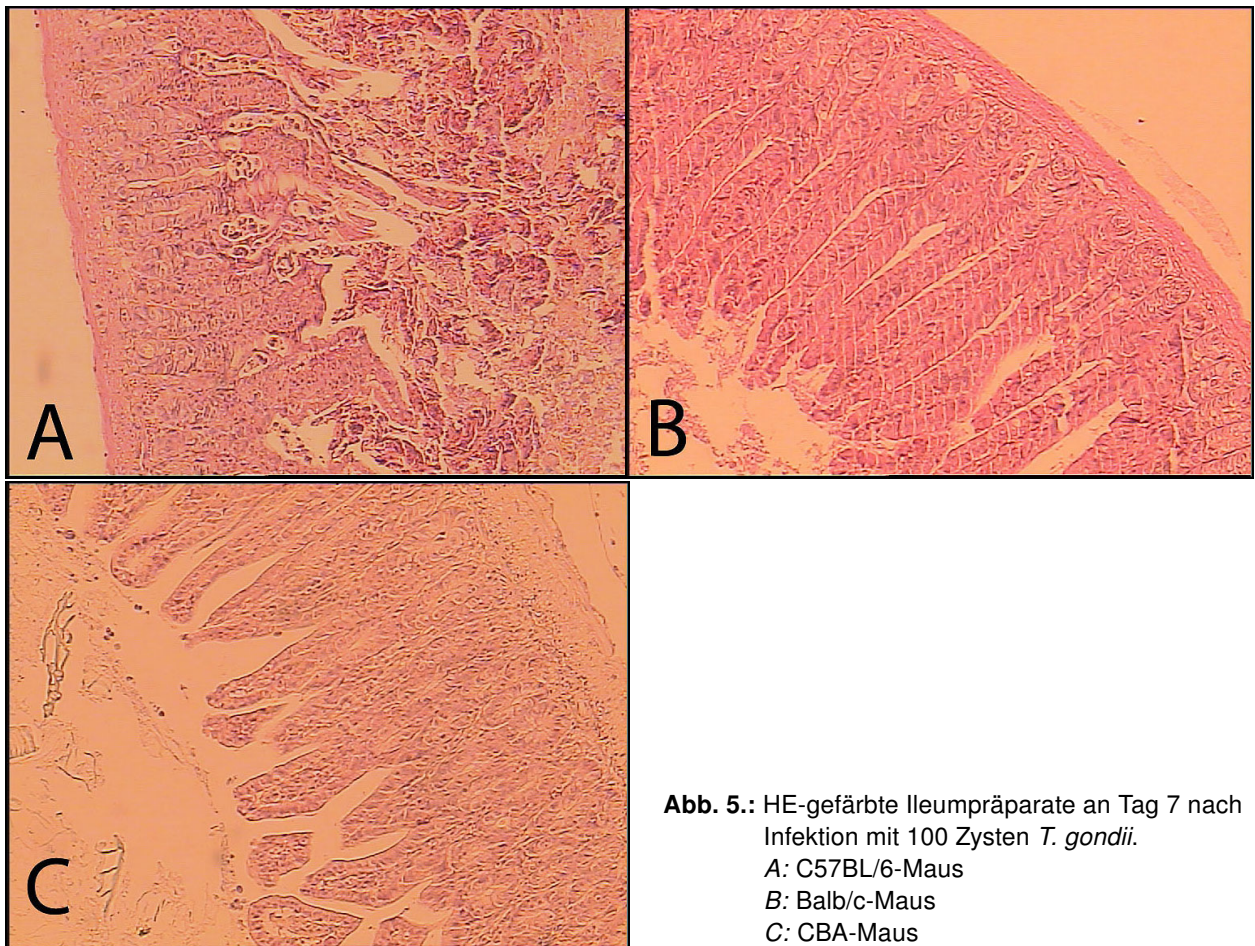 A
B
C
Abb. 5.: HE-gefärbte Ileumpräparate an Tag 7 nach
Infektion mit 100 Zysten T. gondii.
A: C57BL/6-Maus
B: Balb/c-Maus
C: CBA-Maus